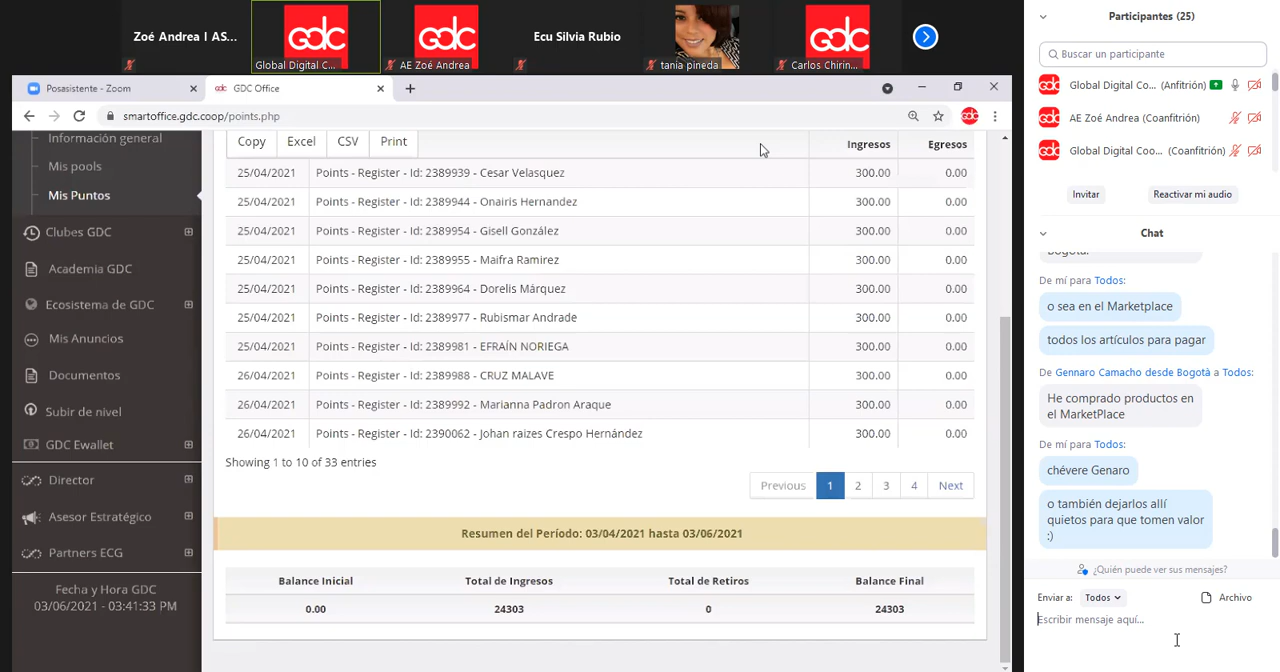 Zoé Andrea I AS...
gdc
Global Digital C...
gdc
AE Zoé Andrea
Ecu Silvia Rubio
tania pineda
gdc
Carlos Chirin...
Posasistente - Zoom
gdc GDC Office
smartoffice.gdc.coop/points.php
gdc
Información general
Mis pools
Mis Puntos
Clubes GDC
Academia GDC
Ecosistema de GDC
Mis Anuncios
Documentos
Subir de nivel
GDC Ewallet
Director
Asesor Estratégico
Partners ECG
Fecha y Hora GDC
03/06/2021 - 03:41:33 PM
Copy Excel CSV Print Ingresos Egresos
25/04/2021 Points - Register - Id: 2389939 - Cesar Velasquez 300.00 0.00
25/04/2021 Points - Register - Id: 2389944 - Onairis Hernandez 300.00 0.00
25/04/2021 Points - Register - Id: 2389954 - Gisell González 300.00 0.00
25/04/2021 Points - Register - Id: 2389955 - Maifra Ramirez 300.00 0.00
25/04/2021 Points - Register - Id: 2389964 - Dorelis Márquez 300.00 0.00
25/04/2021 Points - Register - Id: 2389977 - Rubismar Andrade 300.00 0.00
25/04/2021 Points - Register - Id: 2389981 - EFRAÍN NORIEGA 300.00 0.00
26/04/2021 Points - Register - Id: 2389988 - CRUZ MALAVE 300.00 0.00
26/04/2021 Points - Register - Id: 2389992 - Marianna Padron Araque 300.00 0.00
26/04/2021 Points - Register - Id: 2390062 - Johan raizes Crespo Hernández 300.00 0.00
Showing 1 to 10 of 33 entries
Previous 1 2 3 4 Next
Resumen del Período: 03/04/2021 hasta 03/06/2021
Balance Inicial Total de Ingresos Total de Retiros Balance Final
0.00 24303 0 24303
Participantes (25)
Buscar un participante
gdc Global Digital Co... (Anfitrión)
gdc AE Zoé Andrea (Coanfitrión)
gdc Global Digital Coo... (Coanfitrión)
Invitar Reactivar mi audio
Chat
Bogotá.
De mí para Todos:
o sea en el Marketplace
todos los artículos para pagar
De Gennaro Camacho desde Bogotà a Todos:
He comprado productos en
el MarketPlace
De mí para Todos:
chévere Genaro
o también dejarlos allí
quietos para que tomen valor
:)
¿Quién puede ver sus mensajes?
Enviar a: Todos Archivo
Escribir mensaje aquí...